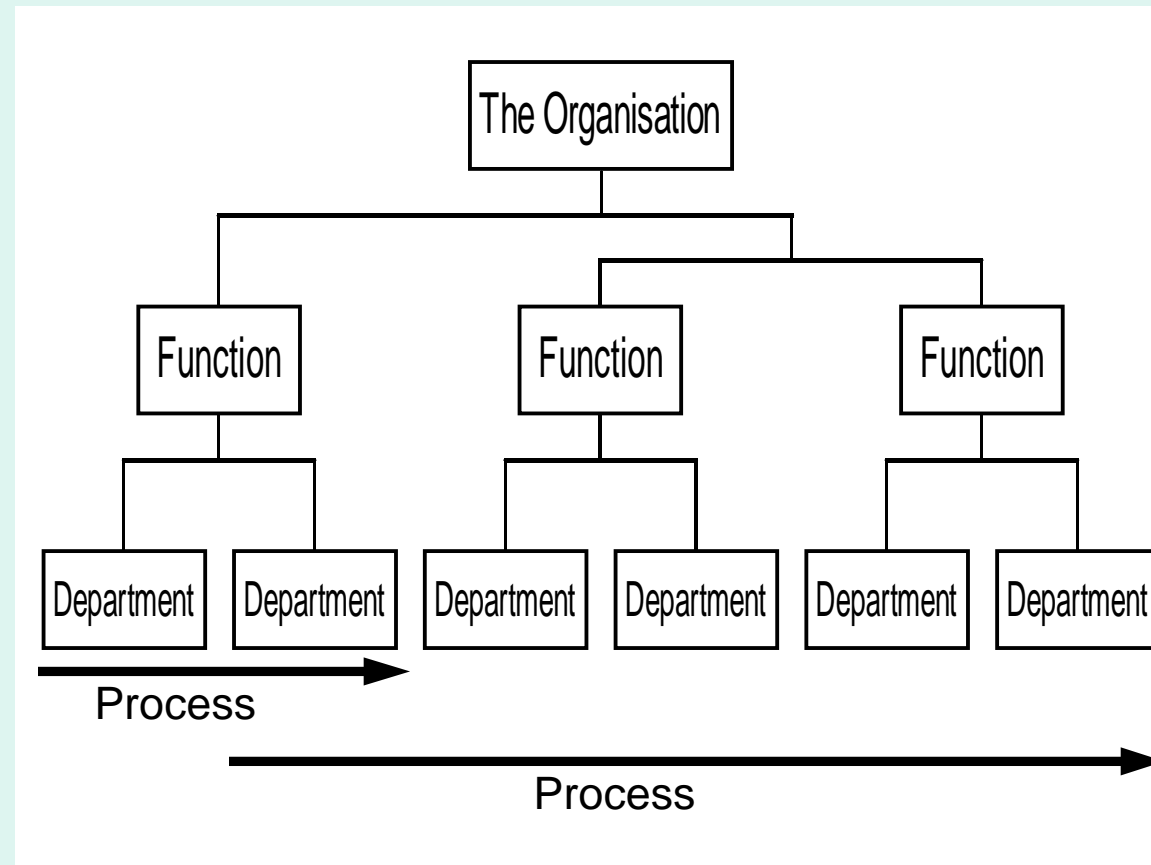 The Organisation
Function
Function
Function
Department
Department
Department
Department
Department
Department
Process
Process